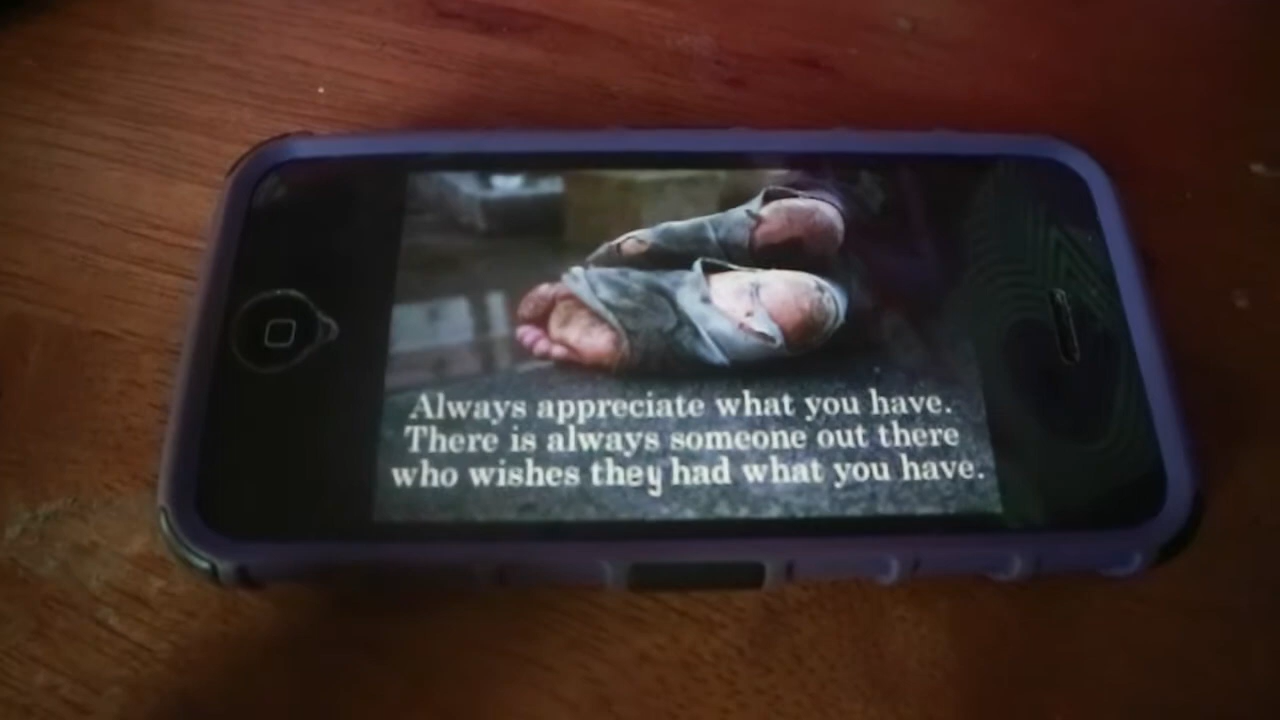 Always appreciate what you have.
There is always someone out there
who wishes they had what you have.